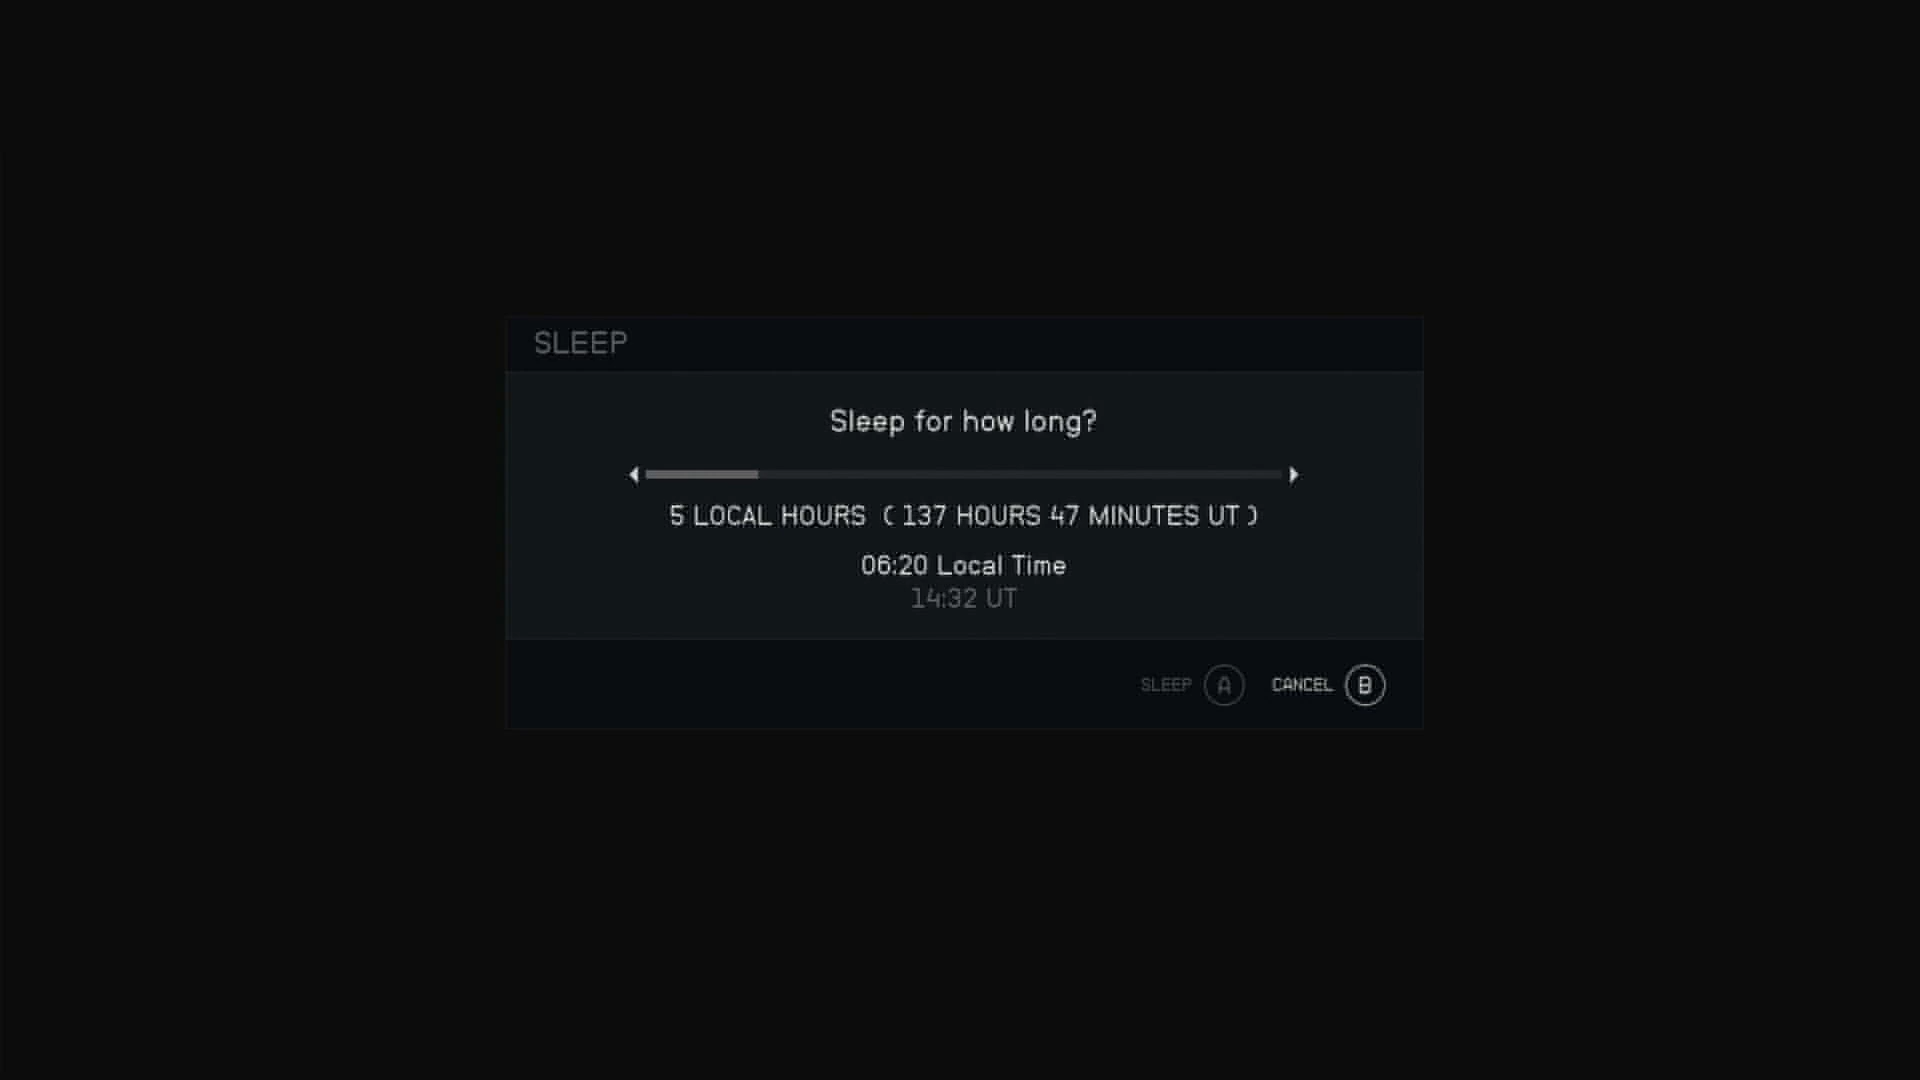 SLEEP
Sleep for how long?
5 LOCAL HOURS ( 137 HOURS 47 MINUTES UT )
06:20 Local Time
14:32 UT
SLEEP A CANCEL B